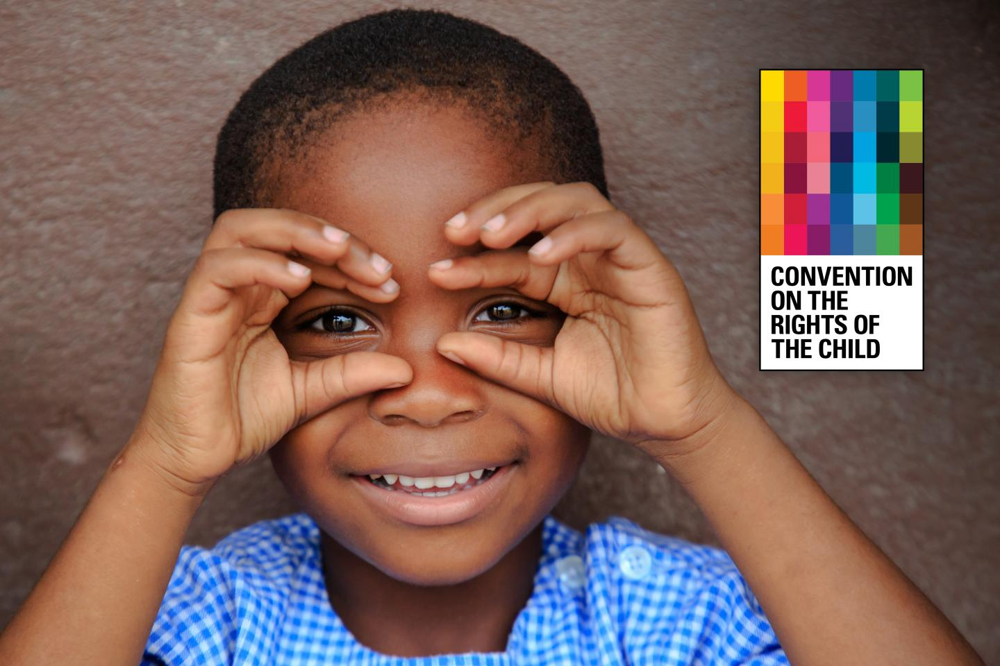 CONVENTION
ON THE
RIGHTS OF
THE CHILD